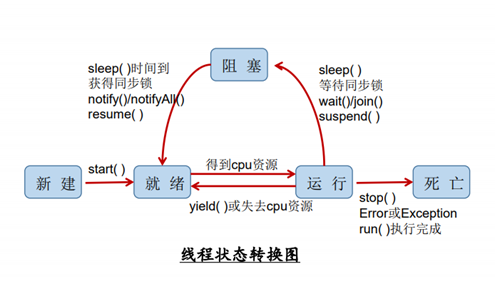 阻 塞
sleep( )时间到
获得同步锁
notify()/notifyAll()
resume( )
sleep( )
等待同步锁
wait()/join()
suspend( )
新 建
start( )
就 绪
得到cpu资源
yield( )或失去cpu资源
运 行
死 亡
stop( )
Error或Exception
run( )执行完成
线程状态转换图